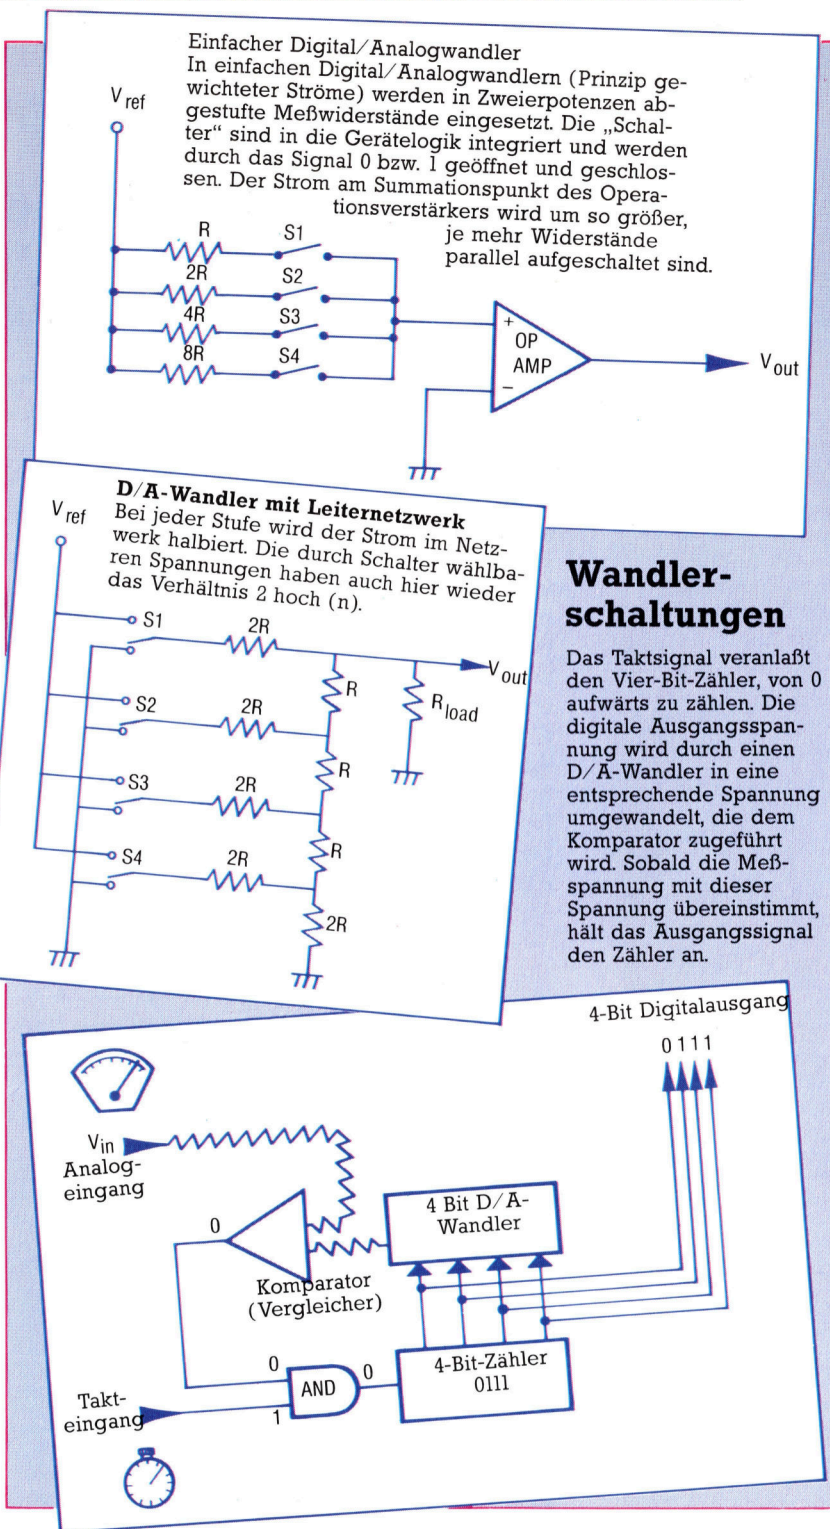 Einfacher Digital/Analogwandler
In einfachen Digital/Analogwandlern (Prinzip ge-
wichteter Ströme) werden in Zweierpotenzen ab-
gestufte Meßwiderstände eingesetzt. Die „Schal-
ter“ sind in die Gerätelogik integriert und werden
durch das Signal 0 bzw. 1 geöffnet und geschlos-
sen. Der Strom am Summationspunkt des Opera-
tionsverstärkers wird um so größer,
je mehr Widerstände
parallel aufgeschaltet sind.
V ref
R S1
2R S2
4R S3
8R S4
+
OP
AMP
−
V out
D/A-Wandler mit Leiternetzwerk
Bei jeder Stufe wird der Strom im Netz-
werk halbiert. Die durch Schalter wählba-
ren Spannungen haben auch hier wieder
das Verhältnis 2 hoch (n).
V ref
S1 2R
V out
R
R load
S2 2R
R
S3 2R
R
S4 2R
2R
Wandler-
schaltungen
Das Taktsignal veranlaßt
den Vier-Bit-Zähler, von 0
aufwärts zu zählen. Die
digitale Ausgangsspan-
nung wird durch einen
D/A-Wandler in eine
entsprechende Spannung
umgewandelt, die dem
Komparator zugeführt
wird. Sobald die Meß-
spannung mit dieser
Spannung übereinstimmt,
hält das Ausgangssignal
den Zähler an.
4-Bit Digitalausgang
0 1 1 1
V in
Analog-
eingang
0
4 Bit D/A-
Wandler
Komparator
(Vergleicher)
0
AND
0
4-Bit-Zähler
0111
Takt-
eingang
1